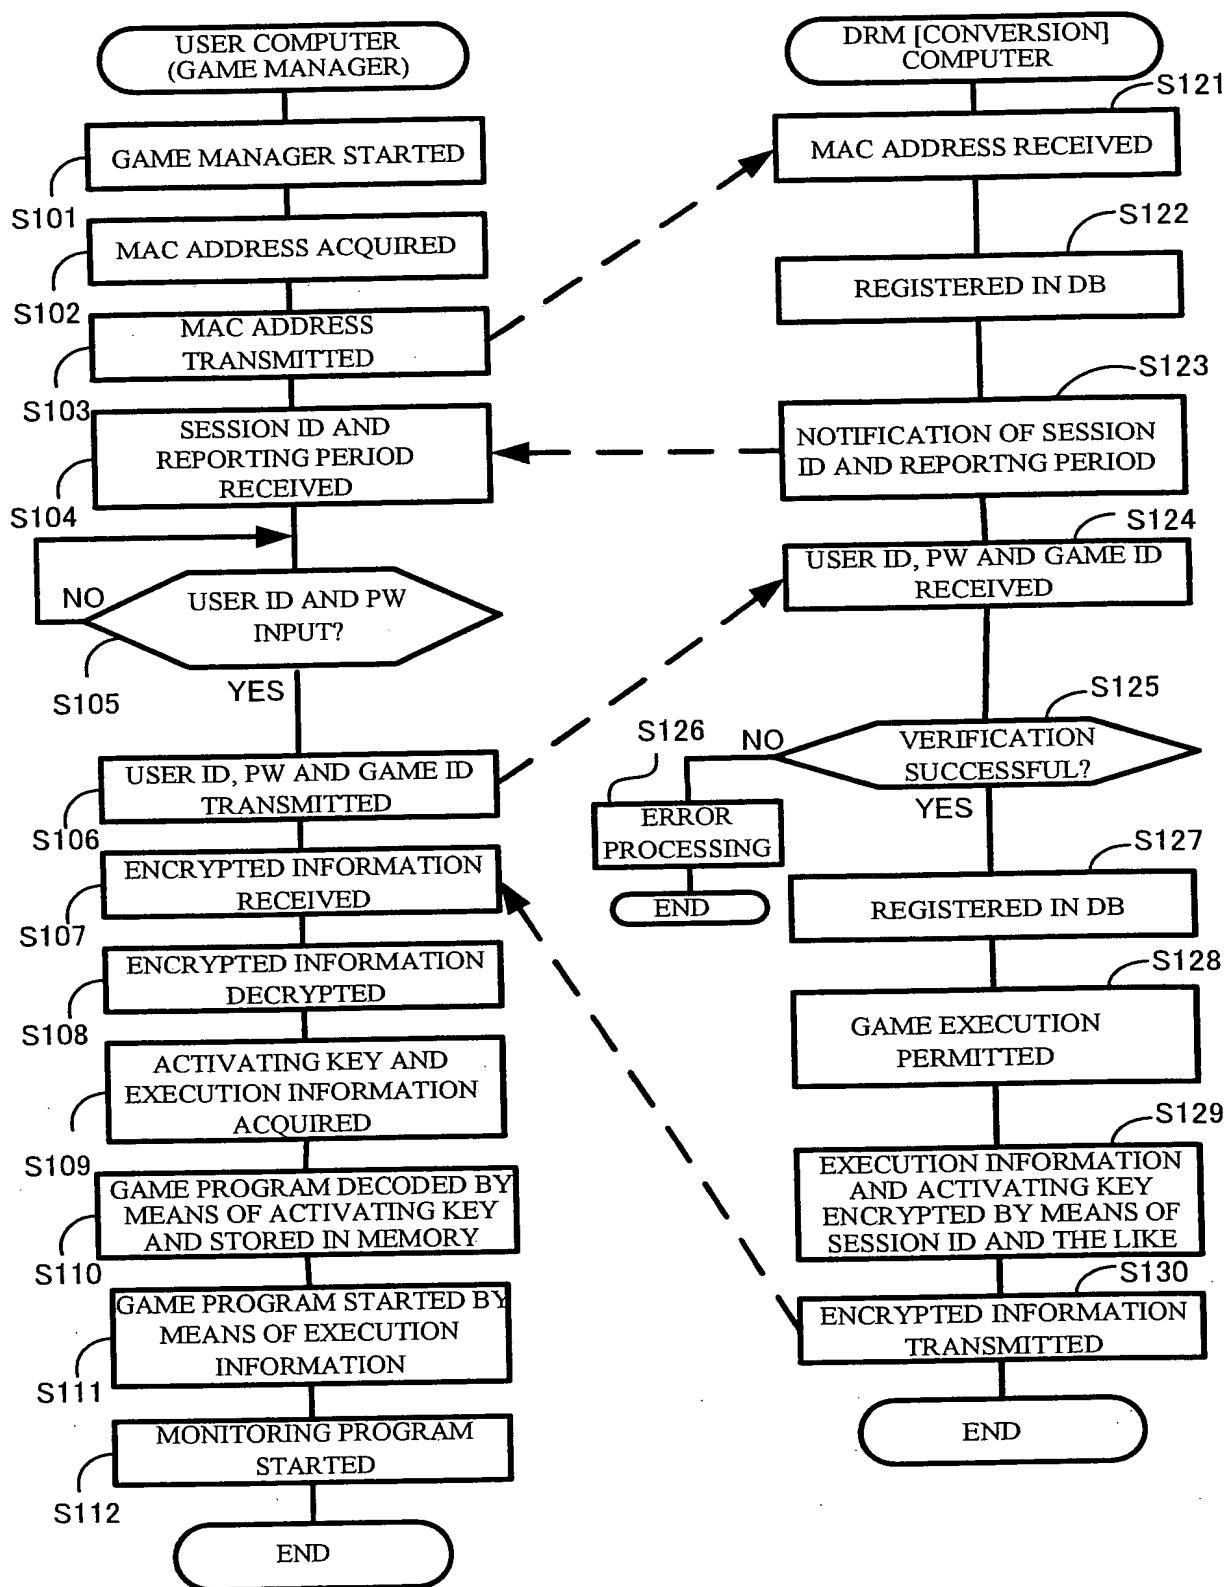 USER COMPUTER
(GAME MANAGER)
GAME MANAGER STARTED
S101
MAC ADDRESS ACQUIRED
S102
MAC ADDRESS
TRANSMITTED
S103
SESSION ID AND
REPORTING PERIOD
RECEIVED
S104
NO
USER ID AND PW
INPUT?
S105
YES
USER ID, PW AND GAME ID
TRANSMITTED
S106
ENCRYPTED INFORMATION
RECEIVED
S107
ENCRYPTED INFORMATION
DECRYPTED
S108
ACTIVATING KEY AND
EXECUTION INFORMATION
ACQUIRED
S109
GAME PROGRAM DECODED BY
MEANS OF ACTIVATING KEY
AND STORED IN MEMORY
S110
GAME PROGRAM STARTED BY
MEANS OF EXECUTION
INFORMATION
S111
MONITORING PROGRAM
STARTED
S112
END
DRM [CONVERSION]
COMPUTER
S121
MAC ADDRESS RECEIVED
S122
REGISTERED IN DB
S123
NOTIFICATION OF SESSION
ID AND REPORTNG PERIOD
S124
USER ID, PW AND GAME ID
RECEIVED
S125
VERIFICATION
SUCCESSFUL?
NO
S126
ERROR
PROCESSING
END
YES
S127
REGISTERED IN DB
S128
GAME EXECUTION
PERMITTED
S129
EXECUTION INFORMATION
AND ACTIVATING KEY
ENCRYPTED BY MEANS OF
SESSION ID AND THE LIKE
S130
ENCRYPTED INFORMATION
TRANSMITTED
END